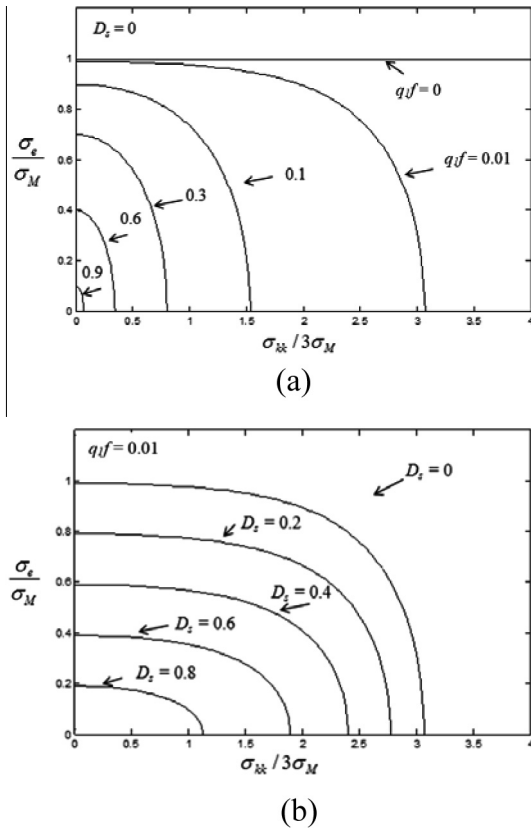 D_s = 0
1
q_1f = 0
0.8
σ_e
σ_M
q_1f = 0.01
0.6
0.1
0.3
0.4
0.6
0.2
0.9
0
0 0.5 1 1.5 2 2.5 3 3.5 4
σ_kk / 3σ_M
(a)
q_1f = 0.01
D_s = 0
1
D_s = 0.2
0.8
σ_e
σ_M
0.6
D_s = 0.4
D_s = 0.6
0.4
D_s = 0.8
0.2
0
0 0.5 1 1.5 2 2.5 3 3.5 4
σ_kk / 3σ_M
(b)